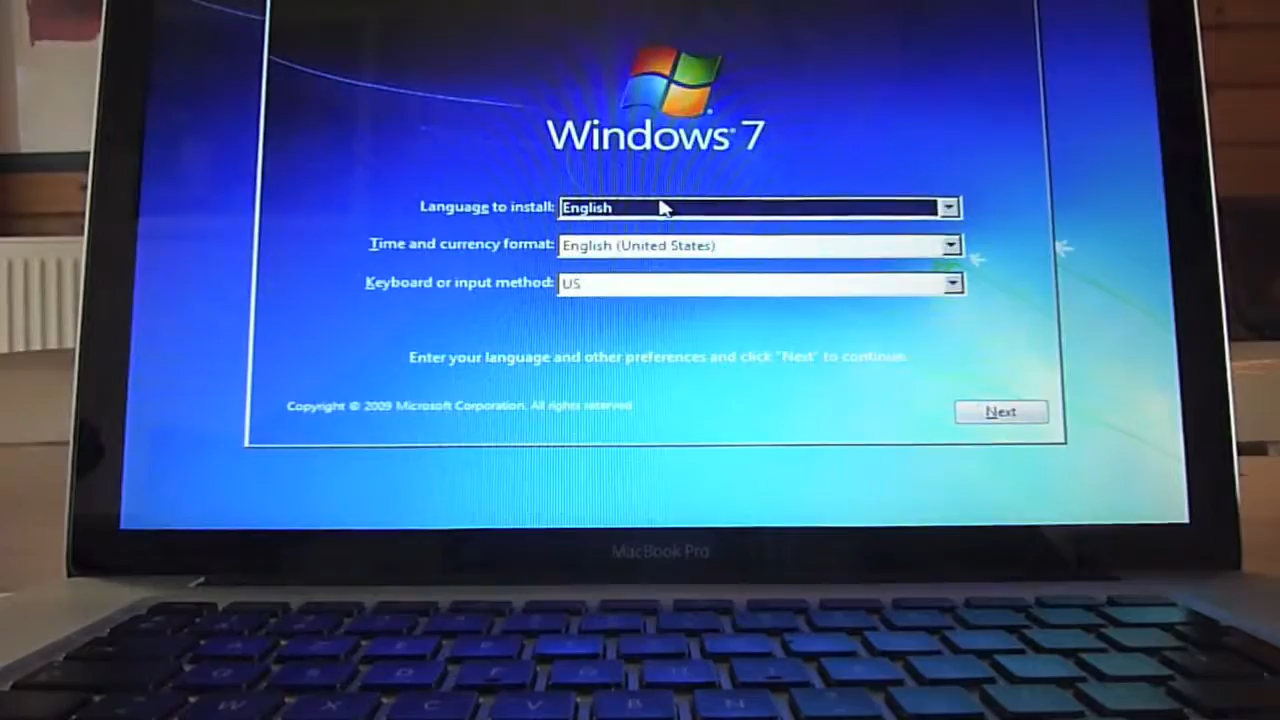 Windows 7
Language to install: English
Time and currency format: English (United States)
Keyboard or input method: US
Enter your language and other preferences and click "Next" to continue.
Copyright © 2009 Microsoft Corporation. All rights reserved.
Next
MacBook Pro
W X C V B N